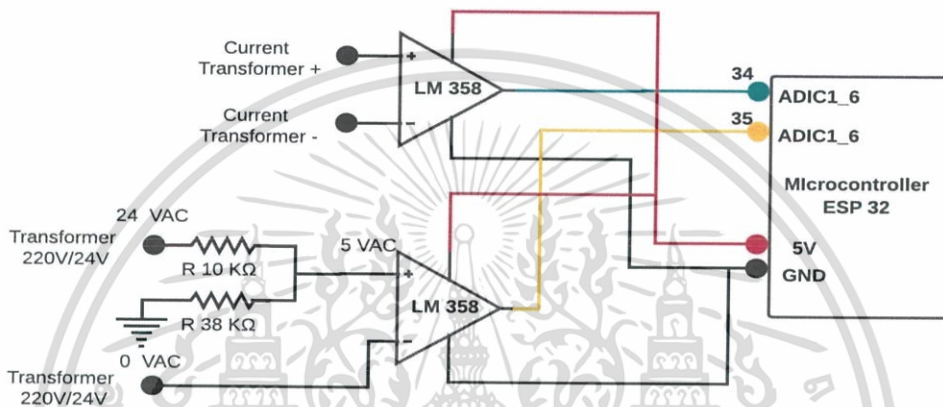 Current
Transformer +
LM 358
Current
Transformer -
34
ADIC1_6
35
ADIC1_6
MIcrocontroller
ESP 32
5V
GND
24 VAC
Transformer
220V/24V
R 10 KΩ
5 VAC
LM 358
R 38 KΩ
0 VAC
Transformer
220V/24V